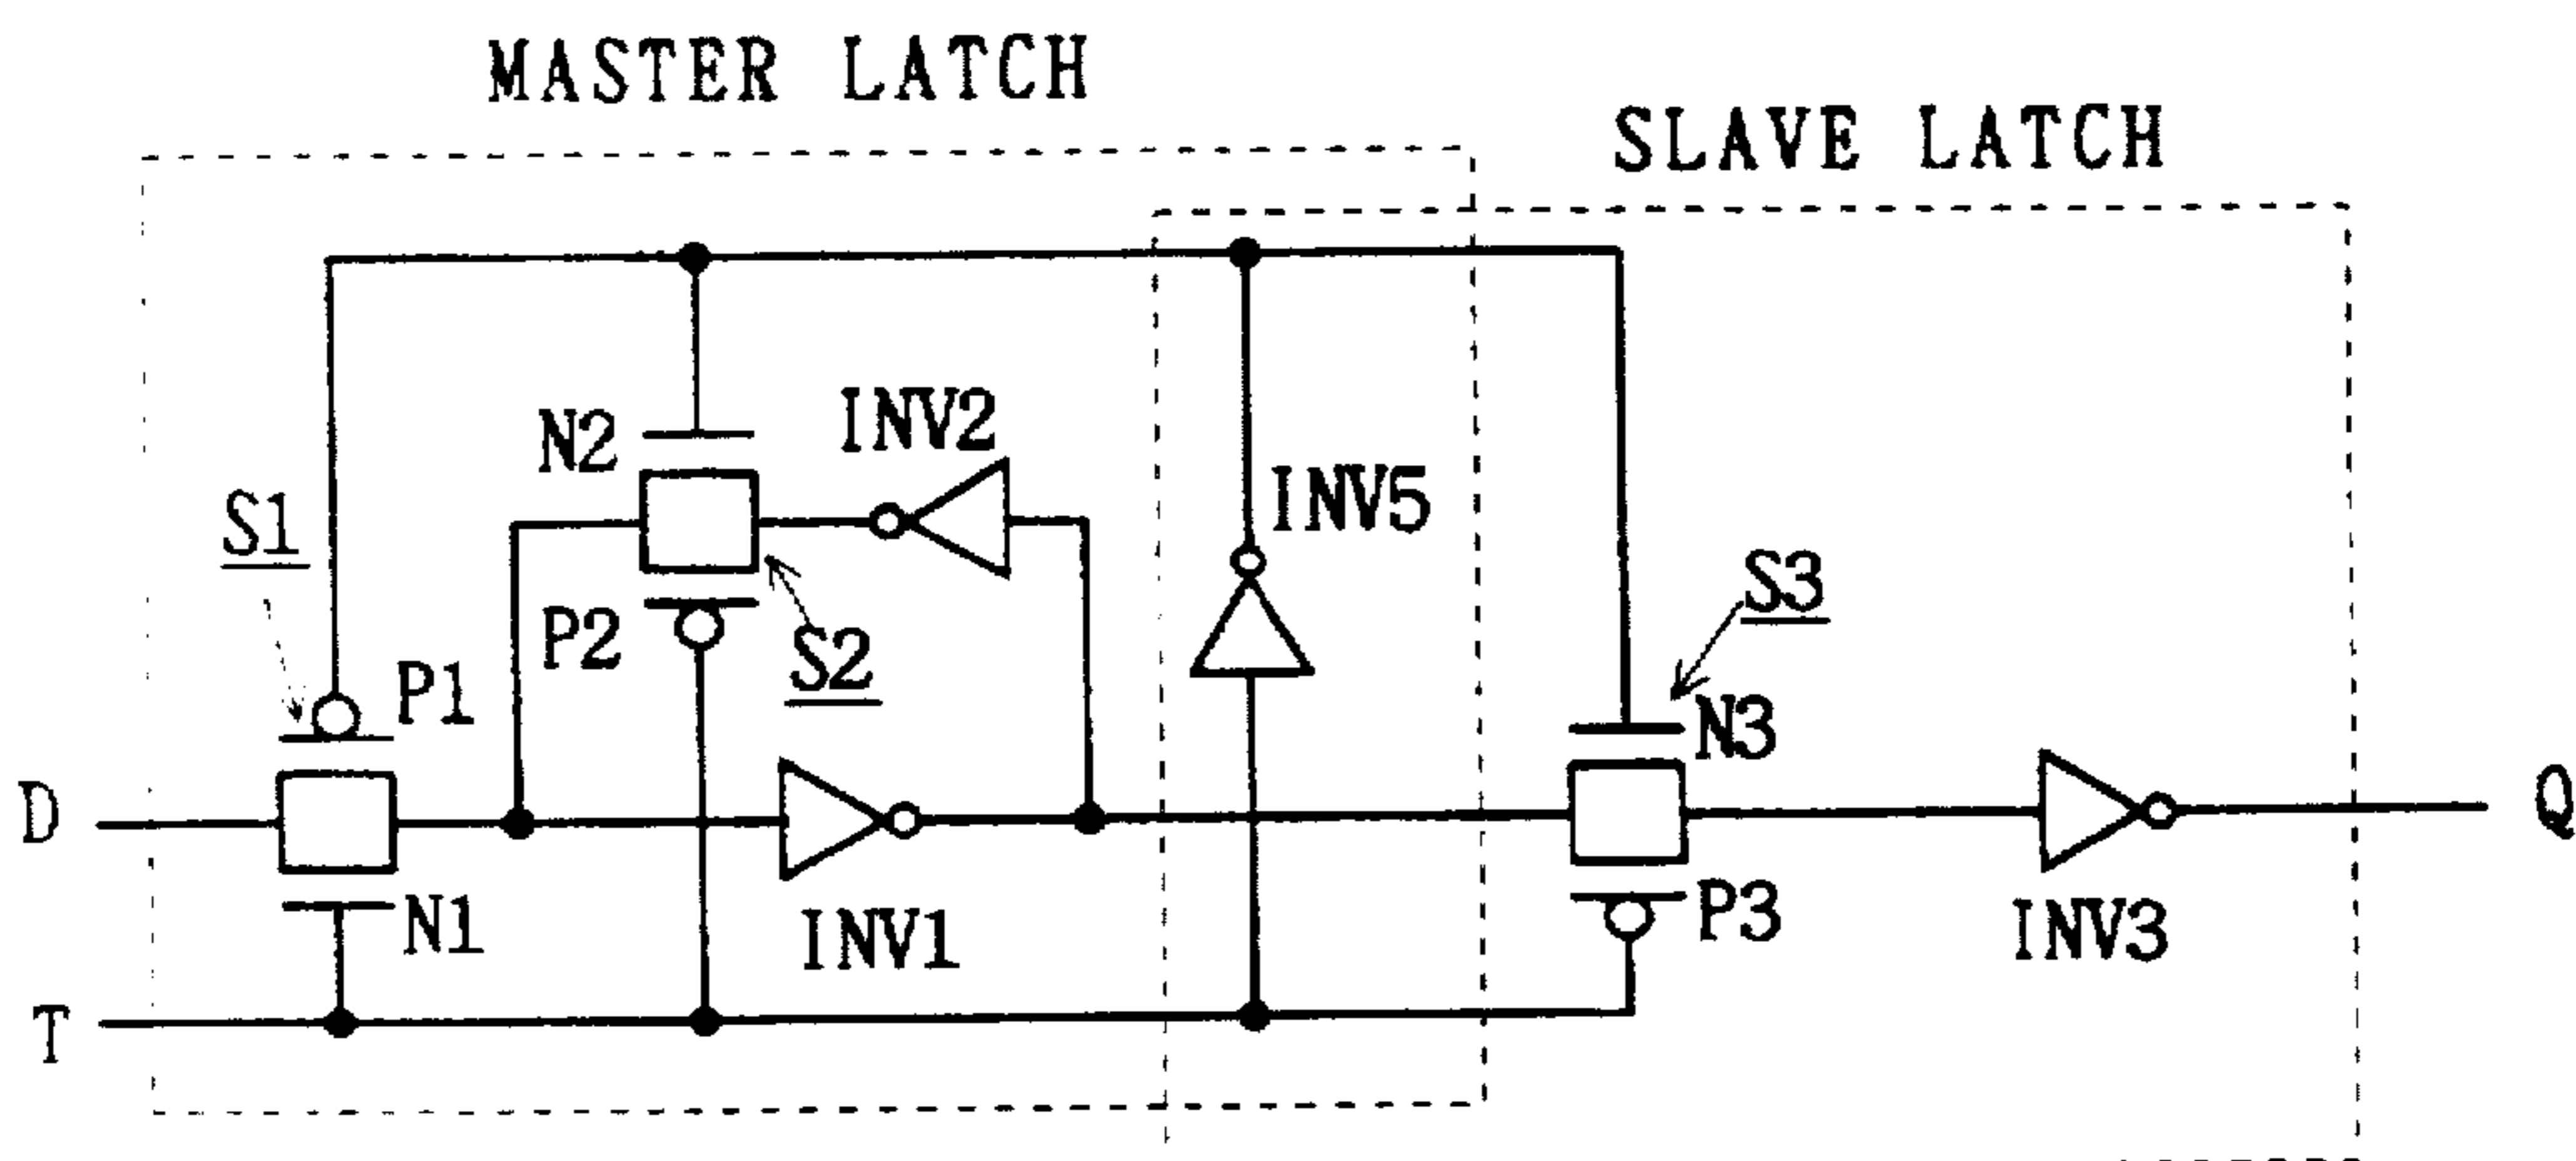 MASTER LATCH
SLAVE LATCH
N2
INV2
S1
INV5
S3
P2
S2
P1
N3
D
Q
N1
INV1
P3
INV3
T